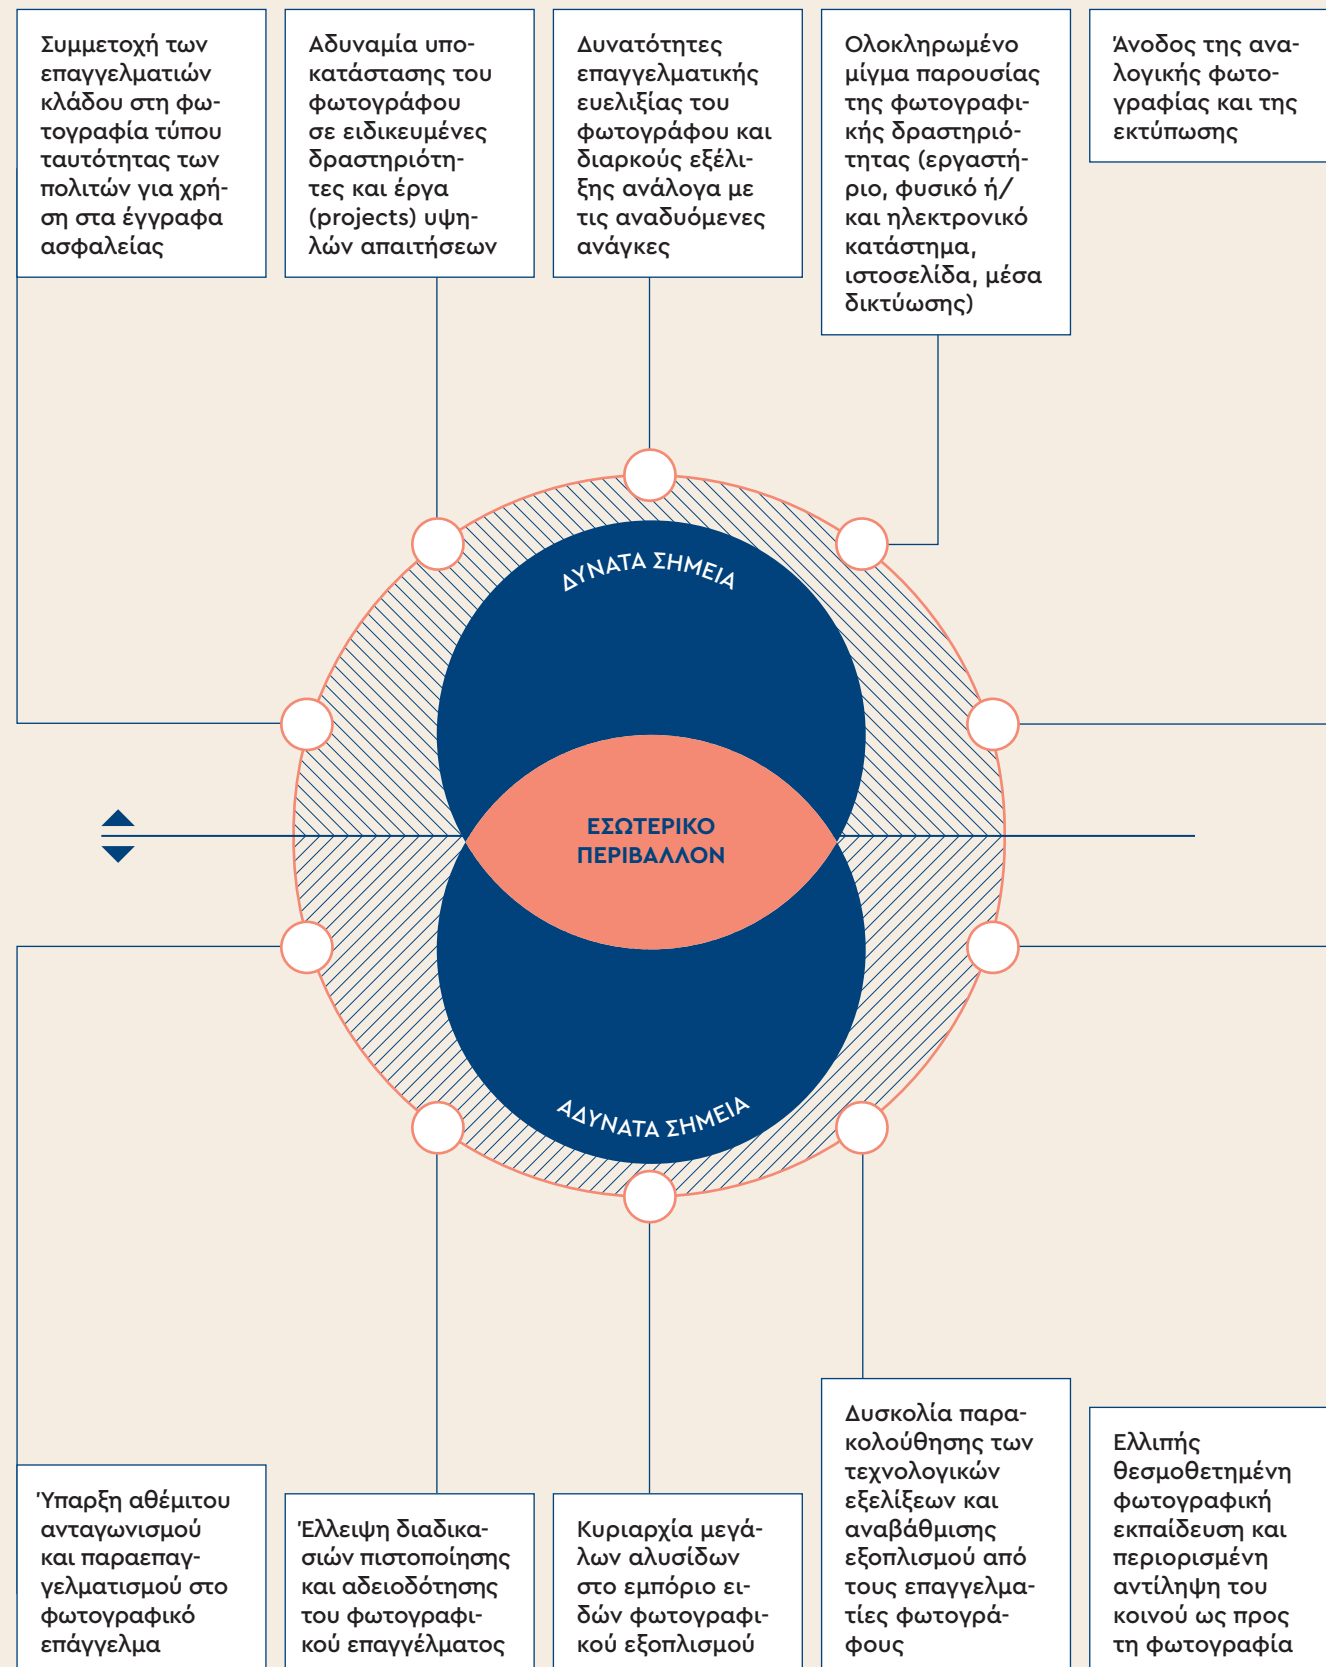 Συμμετοχή των
επαγγελματιών
κλάδου στη φω-
τογραφία τύπου
ταυτότητας των
πολιτών για χρή-
ση στα έγγραφα
ασφαλείας
Αδυναμία υπο-
κατάστασης του
φωτογράφου
σε ειδικευμένες
δραστηριότη-
τες και έργα
(projects) υψη-
λών απαιτήσεων
Δυνατότητες
επαγγελματικής
ευελιξίας του
φωτογράφου και
διαρκούς εξέλι-
ξης ανάλογα με
τις αναδυόμενες
ανάγκες
Ολοκληρωμένο
μίγμα παρουσίας
της φωτογραφι-
κής δραστηριό-
τητας (εργαστή-
ριο, φυσικό ή/
και ηλεκτρονικό
κατάστημα,
ιστοσελίδα, μέσα
δικτύωσης)
Άνοδος της ανα-
λογικής φωτο-
γραφίας και της
εκτύπωσης
ΔΥΝΑΤΑ ΣΗΜΕΙΑ
ΕΣΩΤΕΡΙΚΟ
ΠΕΡΙΒΑΛΛΟΝ
ΑΔΥΝΑΤΑ ΣΗΜΕΙΑ
Ύπαρξη αθέμιτου
ανταγωνισμού
και παραεπαγ-
γελματισμού στο
φωτογραφικό
επάγγελμα
Έλλειψη διαδικα-
σιών πιστοποίησης
και αδειοδότησης
του φωτογραφι-
κού επαγγέλματος
Κυριαρχία μεγά-
λων αλυσίδων
στο εμπόριο ει-
δών φωτογραφι-
κού εξοπλισμού
Δυσκολία παρα-
κολούθησης των
τεχνολογικών
εξελίξεων και
αναβάθμισης
εξοπλισμού από
τους επαγγελμα-
τίες φωτογρά-
φους
Ελλιπής
θεσμοθετημένη
φωτογραφική
εκπαίδευση και
περιορισμένη
αντίληψη του
κοινού ως προς
τη φωτογραφία